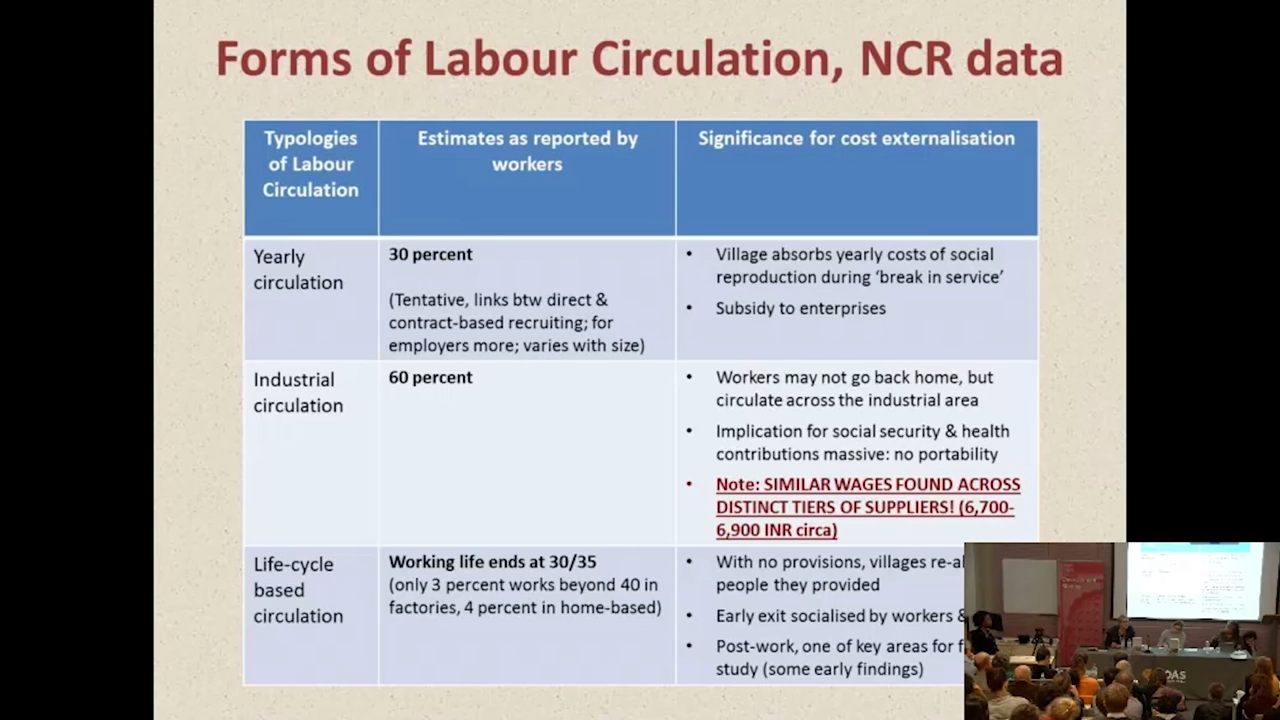 Forms of Labour Circulation, NCR data
Typologies
of Labour
Circulation
Estimates as reported by
workers
Significance for cost externalisation
Yearly
circulation
30 percent
(Tentative, links btw direct &
contract-based recruiting; for
employers more; varies with size)
• Village absorbs yearly costs of social
reproduction during ‘break in service’
• Subsidy to enterprises
Industrial
circulation
60 percent
• Workers may not go back home, but
circulate across the industrial area
• Implication for social security & health
contributions massive: no portability
• Note: SIMILAR WAGES FOUND ACROSS
DISTINCT TIERS OF SUPPLIERS! (6,700-
6,900 INR circa)
Life-cycle
based
circulation
Working life ends at 30/35
(only 3 percent works beyond 40 in
factories, 4 percent in home-based)
• With no provisions, villages
people they provided
• Early exit socialised by workers &
• Post-work, one of key areas for
study (some early findings)